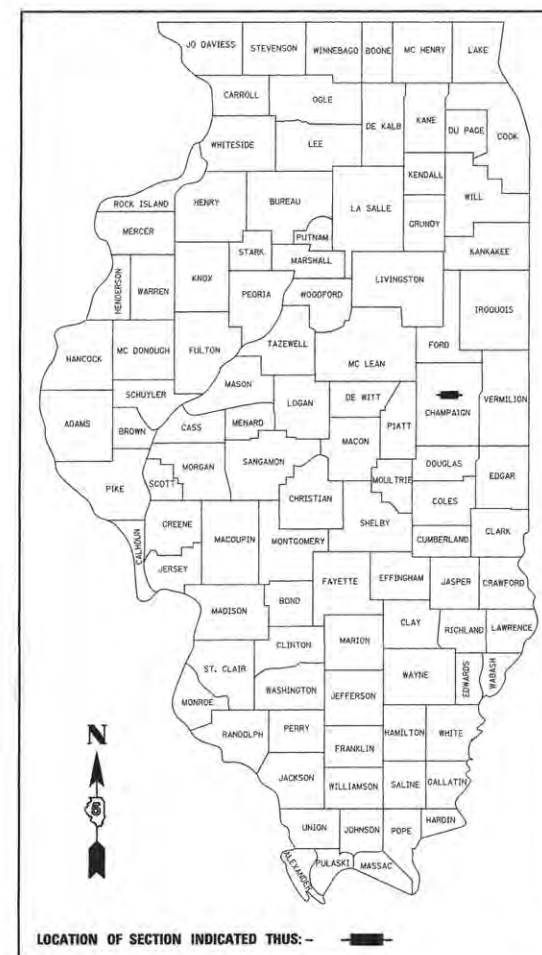 JO DAVIESS STEVENSON WINNEBAGO BOONE MC HENRY LAKE
CARROLL OGLE DE KALB KANE DU PAGE COOK
WHITESIDE LEE KENDALL WILL
ROCK ISLAND HENRY BUREAU LA SALLE GRUNDY
MERCER PUTNAM KANKAKEE
STARK MARSHALL
HENDERSON WARREN KNOX PEORIA WOODFORD LIVINGSTON IROQUOIS
HANCOCK MC DONOUGH FULTON TAZEWELL MC LEAN FORD
SCHUYLER MASON LOGAN DE WITT PIATT CHAMPAIGN VERMILION
ADAMS BROWN CASS MENARD MACON
PIKE SCOTT MORGAN SANGAMON CHRISTIAN MOULTRIE DOUGLAS EDGAR
COLES
GREENE MACOUPIN MONTGOMERY SHELBY CUMBERLAND CLARK
CALHOUN JERSEY FAYETTE EFFINGHAM JASPER CRAWFORD
MADISON BOND CLAY RICHLAND LAWRENCE
CLINTON MARION
ST. CLAIR WASHINGTON JEFFERSON WAYNE EDWARDS WABASH
MONROE
RANDOLPH PERRY FRANKLIN HAMILTON WHITE
N
JACKSON WILLIAMSON SALINE GALLATIN
5
UNION JOHNSON POPE HARDIN
ALEXANDER PULASKI MASSAC
LOCATION OF SECTION INDICATED THUS: -